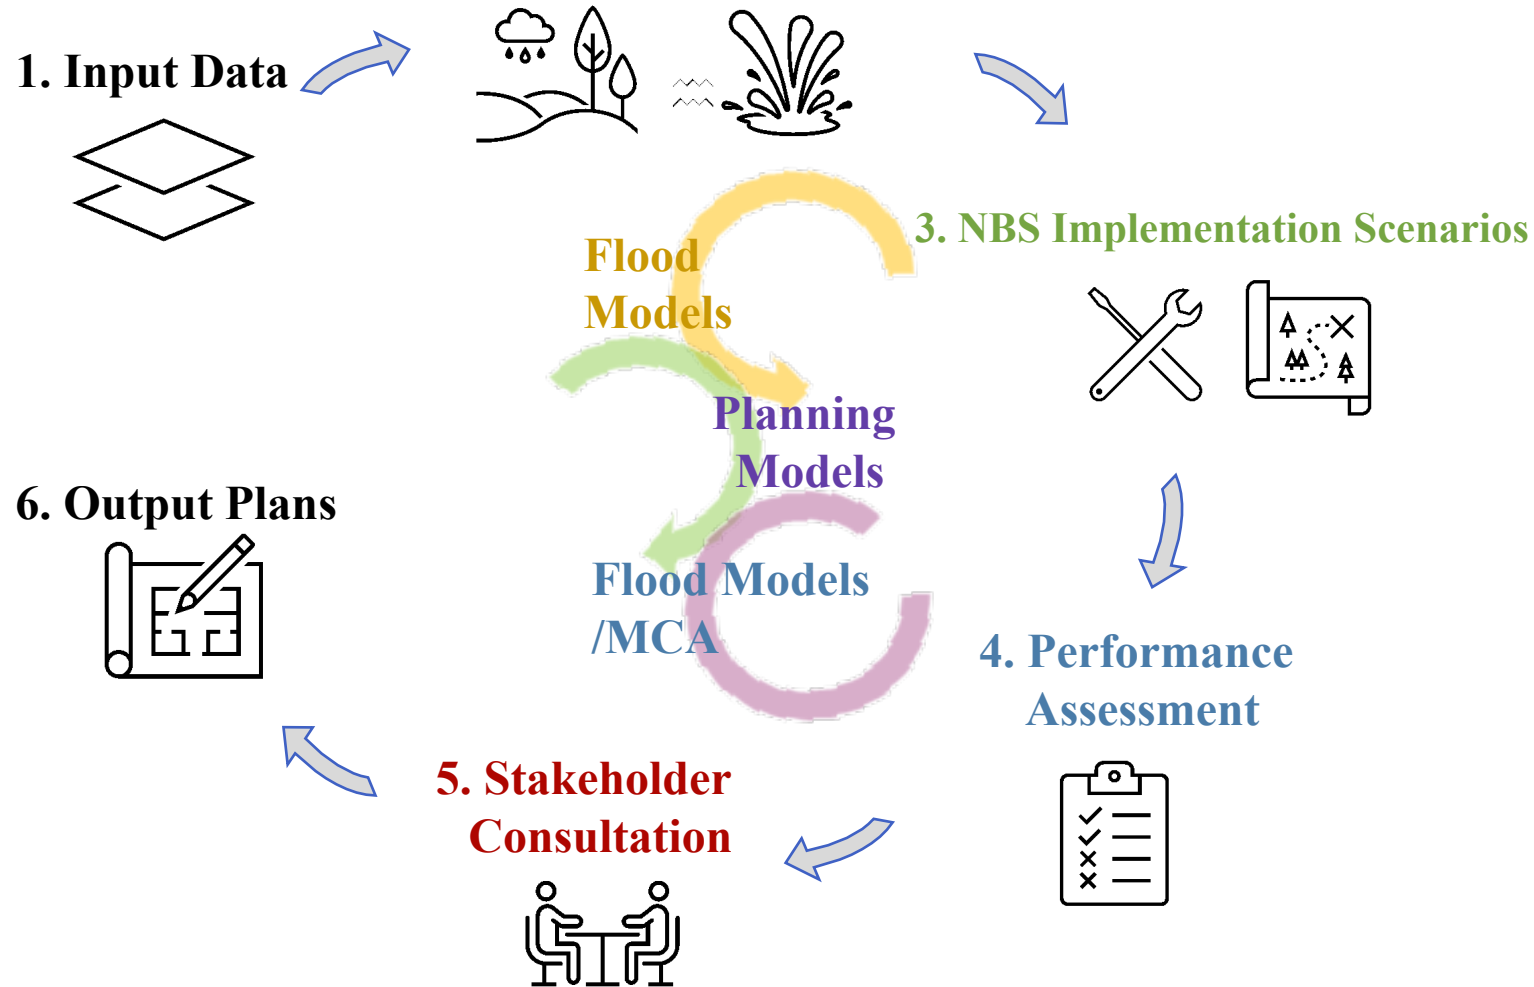 1. Input Data
3. NBS Implementation Scenarios
Flood
Models
Planning
Models
Flood Models
/MCA
4. Performance
Assessment
5. Stakeholder
Consultation
6. Output Plans